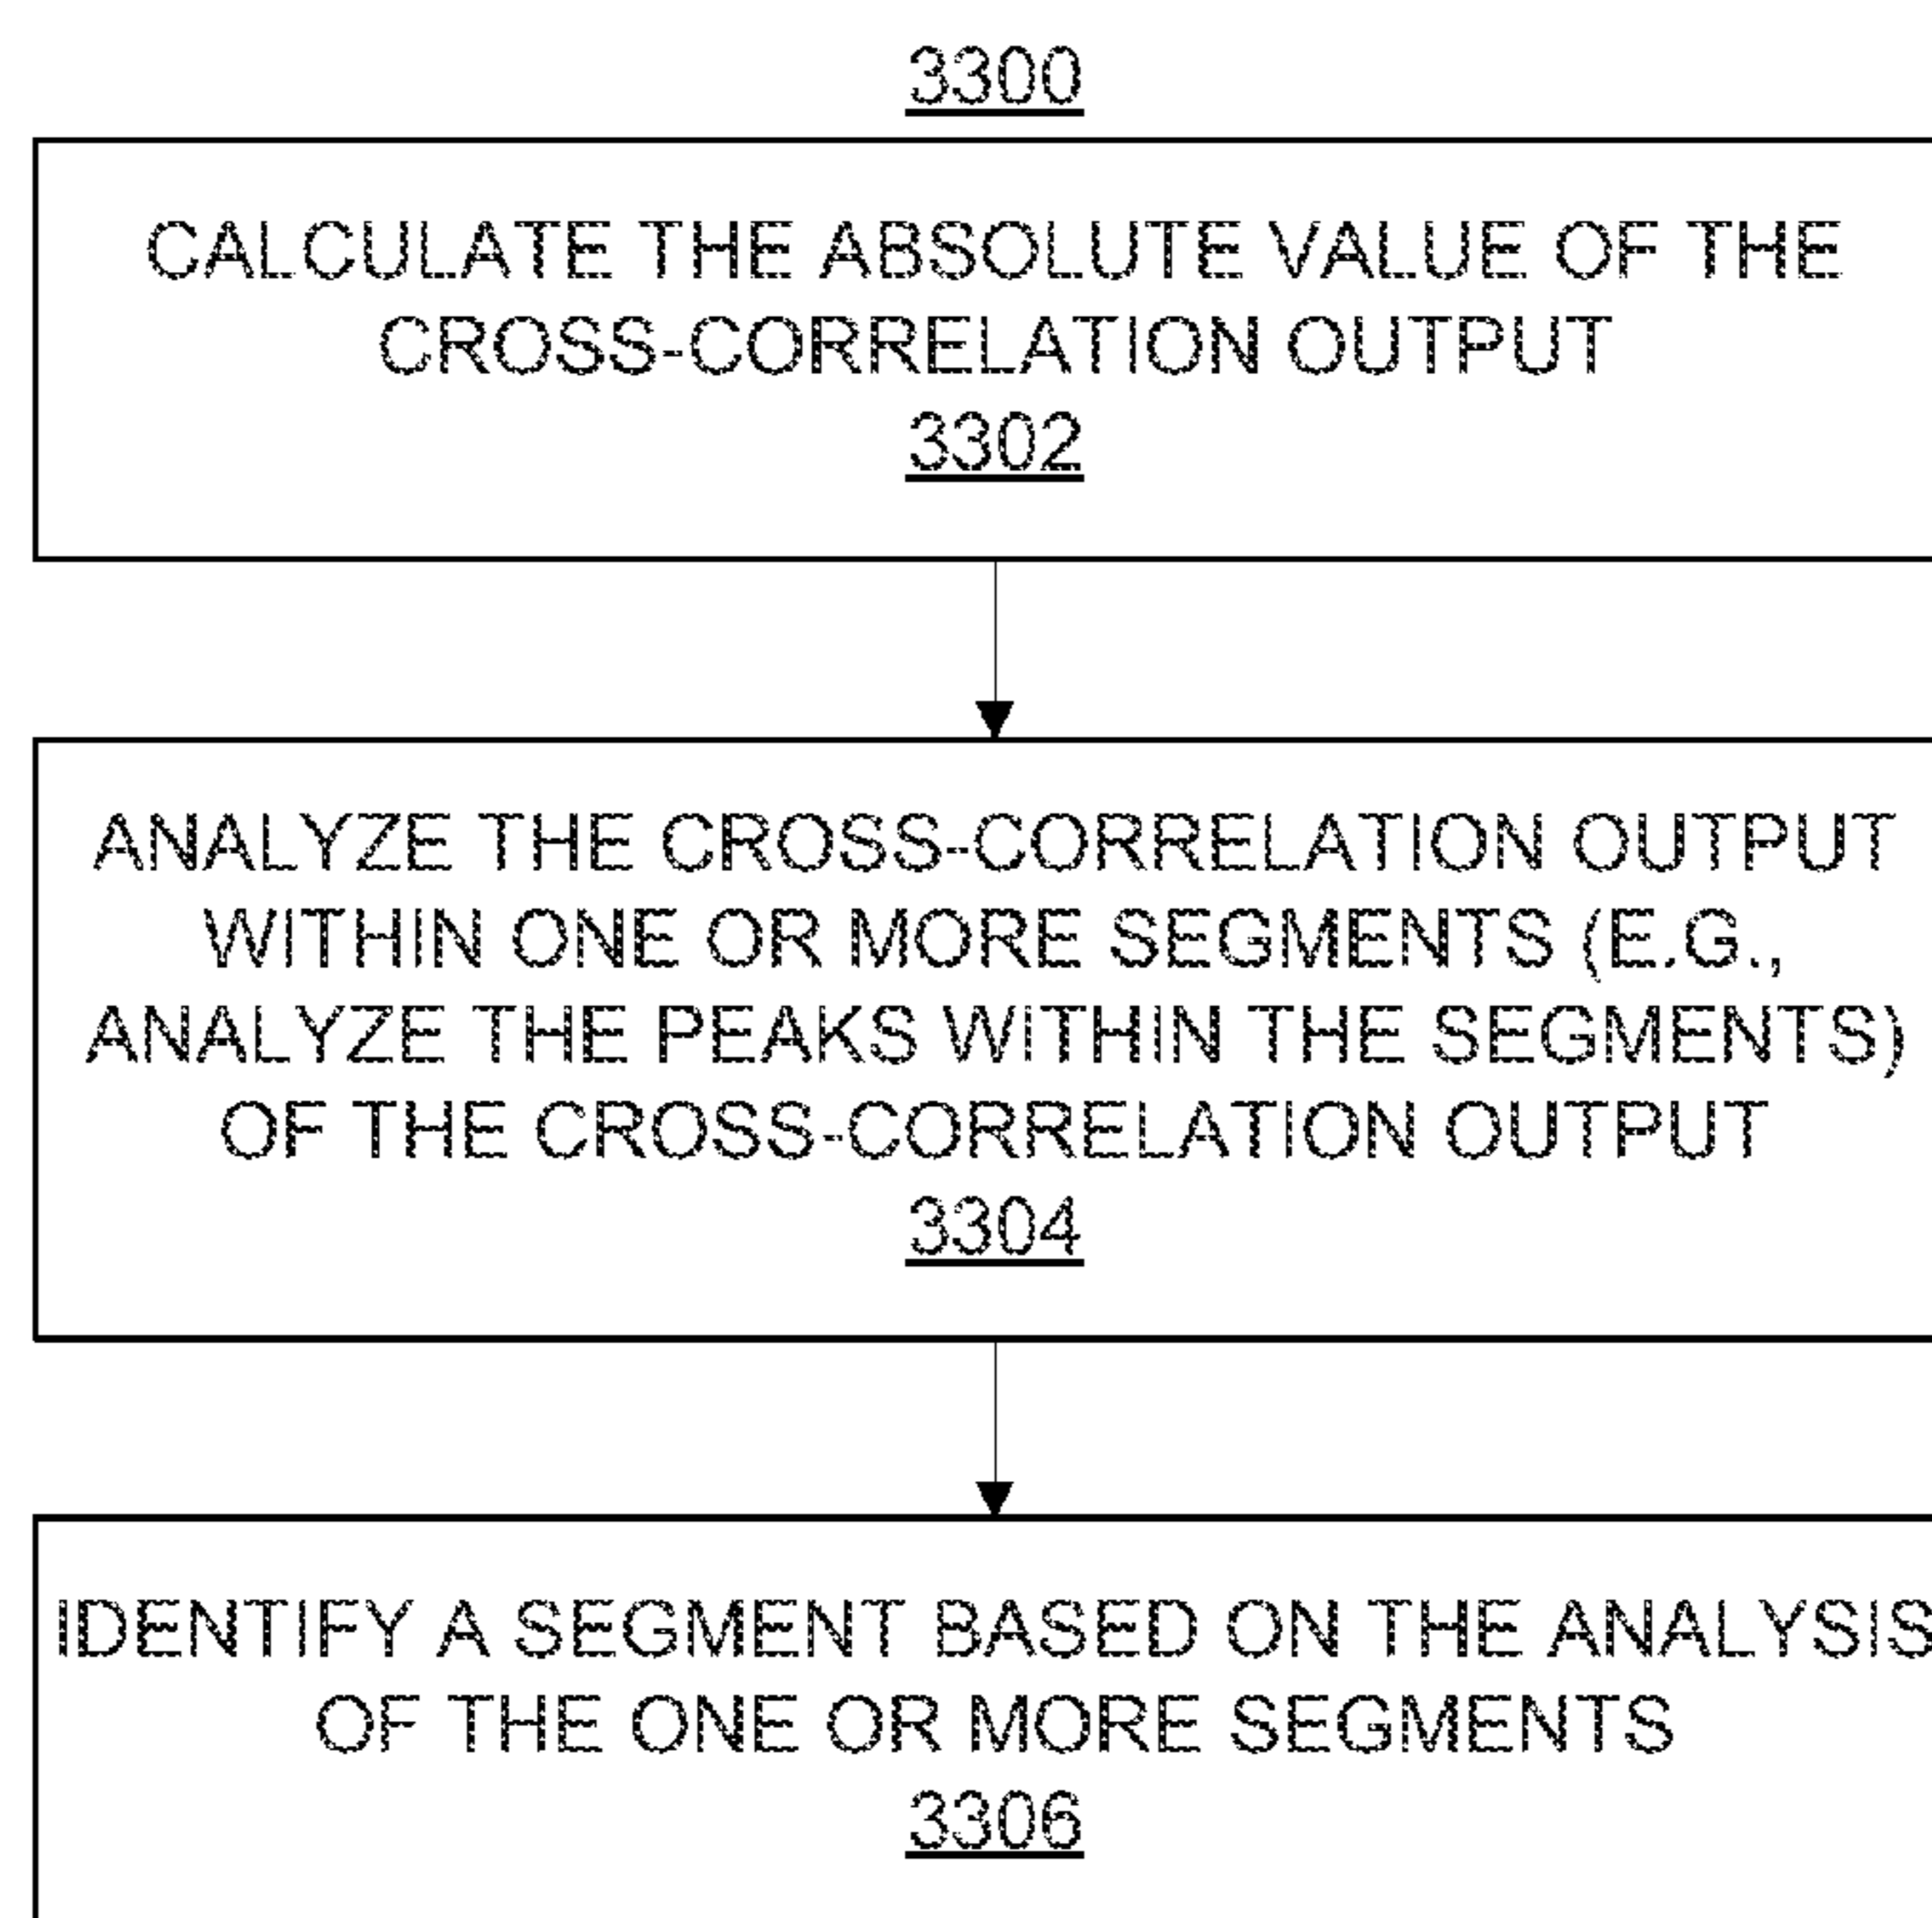 3300
CALCULATE THE ABSOLUTE VALUE OF THE
CROSS-CORRELATION OUTPUT
3302
ANALYZE THE CROSS-CORRELATION OUTPUT
WITHIN ONE OR MORE SEGMENTS (E.G.,
ANALYZE THE PEAKS WITHIN THE SEGMENTS)
OF THE CROSS-CORRELATION OUTPUT
3304
IDENTIFY A SEGMENT BASED ON THE ANALYSIS
OF THE ONE OR MORE SEGMENTS
3306